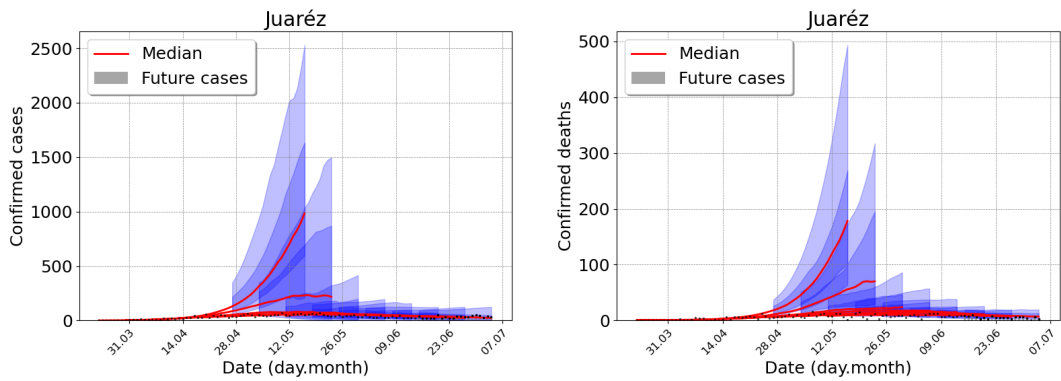 Juaréz
Confirmed cases
2500
2000
1500
1000
500
0
Median
Future cases
31.03
14.04
28.04
12.05
26.05
09.06
23.06
07.07
Date (day.month)
Juaréz
Confirmed deaths
500
400
300
200
100
0
Median
Future cases
31.03
14.04
28.04
12.05
26.05
09.06
23.06
07.07
Date (day.month)